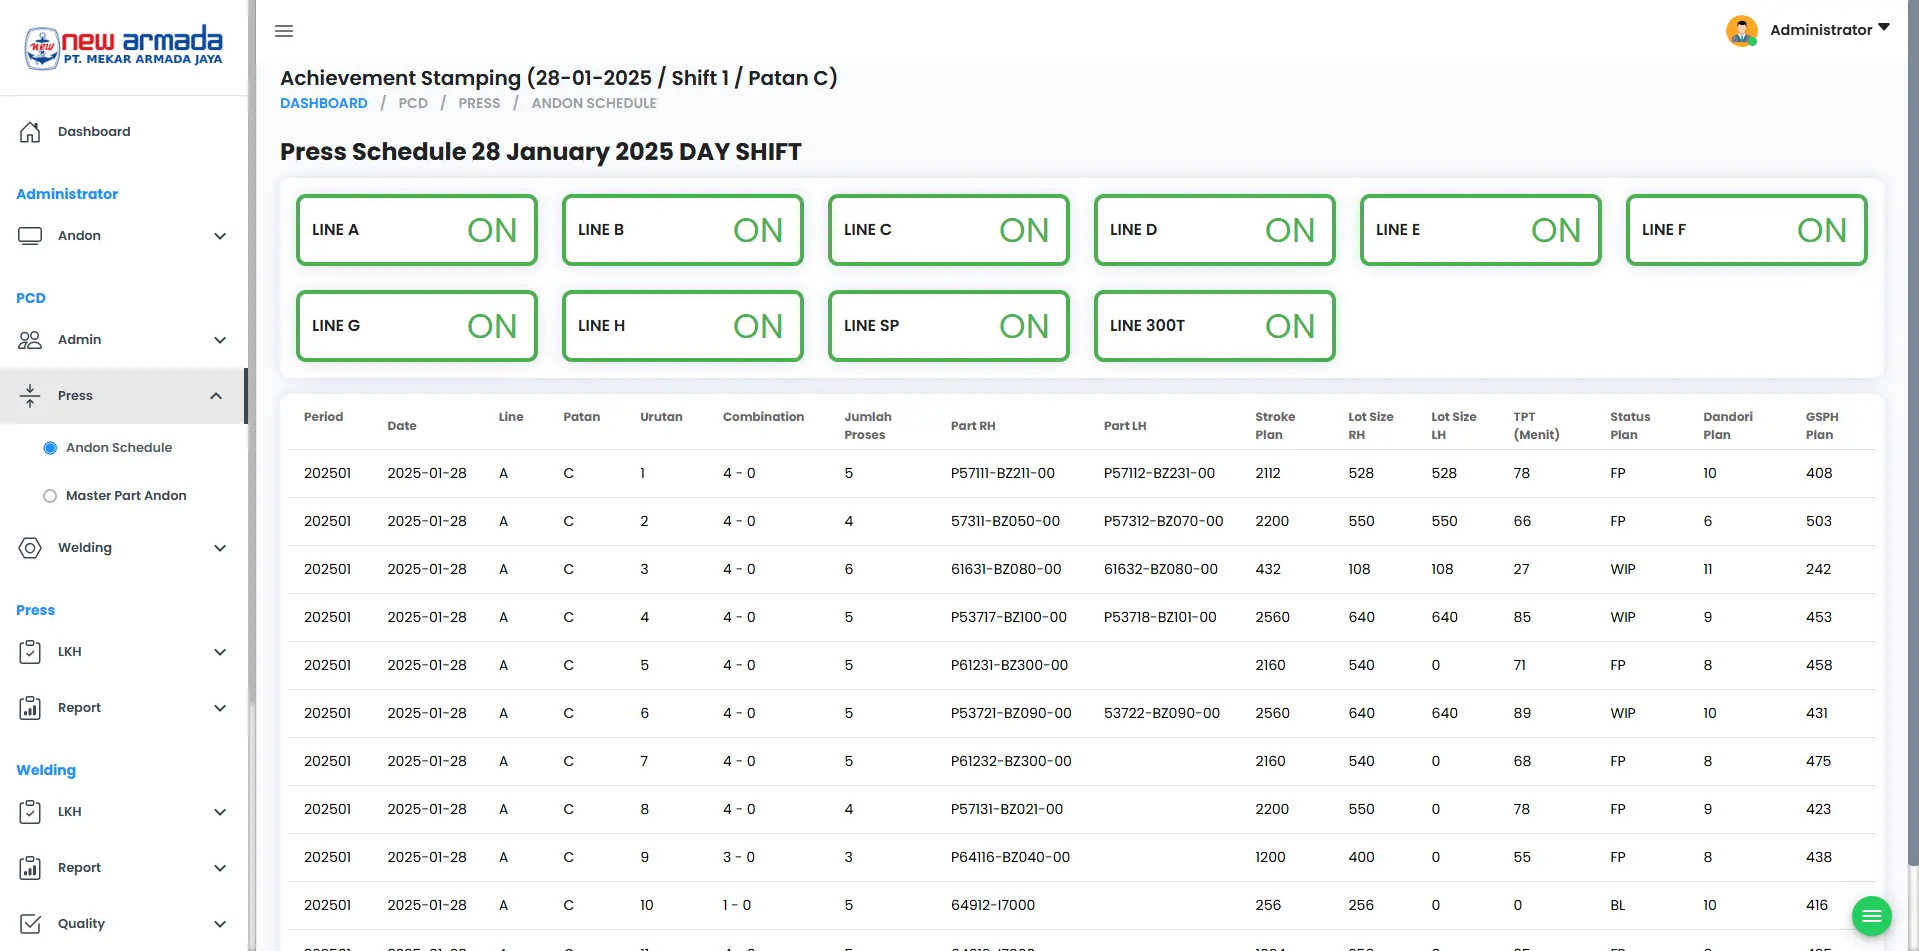 new armada
NEW
PT. MEKAR ARMADA JAYA
Administrator
Achievement Stamping (28-01-2025 / Shift 1 / Patan C)
DASHBOARD / PCD / PRESS / ANDON SCHEDULE
Dashboard
Administrator
Andon
PCD
Admin
Press
Andon Schedule
Master Part Andon
Welding
Press
LKH
Report
Welding
LKH
Report
Quality
Press Schedule 28 January 2025 DAY SHIFT
LINE A ON
LINE B ON
LINE C ON
LINE D ON
LINE E ON
LINE F ON
LINE G ON
LINE H ON
LINE SP ON
LINE 300T ON
Period Date Line Patan Urutan Combination Jumlah Proses Part RH Part LH Stroke Plan Lot Size RH Lot Size LH TPT (Menit) Status Plan Dandori Plan GSPH Plan
202501 2025-01-28 A C 1 4 - 0 5 P57111-BZ211-00 P57112-BZ231-00 2112 528 528 78 FP 10 408
202501 2025-01-28 A C 2 4 - 0 4 57311-BZ050-00 P57312-BZ070-00 2200 550 550 66 FP 6 503
202501 2025-01-28 A C 3 4 - 0 6 61631-BZ080-00 61632-BZ080-00 432 108 108 27 WIP 11 242
202501 2025-01-28 A C 4 4 - 0 5 P53717-BZ100-00 P53718-BZ101-00 2560 640 640 85 WIP 9 453
202501 2025-01-28 A C 5 4 - 0 5 P61231-BZ300-00 2160 540 0 71 FP 8 458
202501 2025-01-28 A C 6 4 - 0 5 P53721-BZ090-00 53722-BZ090-00 2560 640 640 89 WIP 10 431
202501 2025-01-28 A C 7 4 - 0 5 P61232-BZ300-00 2160 540 0 68 FP 8 475
202501 2025-01-28 A C 8 4 - 0 4 P57131-BZ021-00 2200 550 0 78 FP 9 423
202501 2025-01-28 A C 9 3 - 0 3 P64116-BZ040-00 1200 400 0 55 FP 8 438
202501 2025-01-28 A C 10 1 - 0 5 64912-I7000 256 256 0 0 BL 10 416